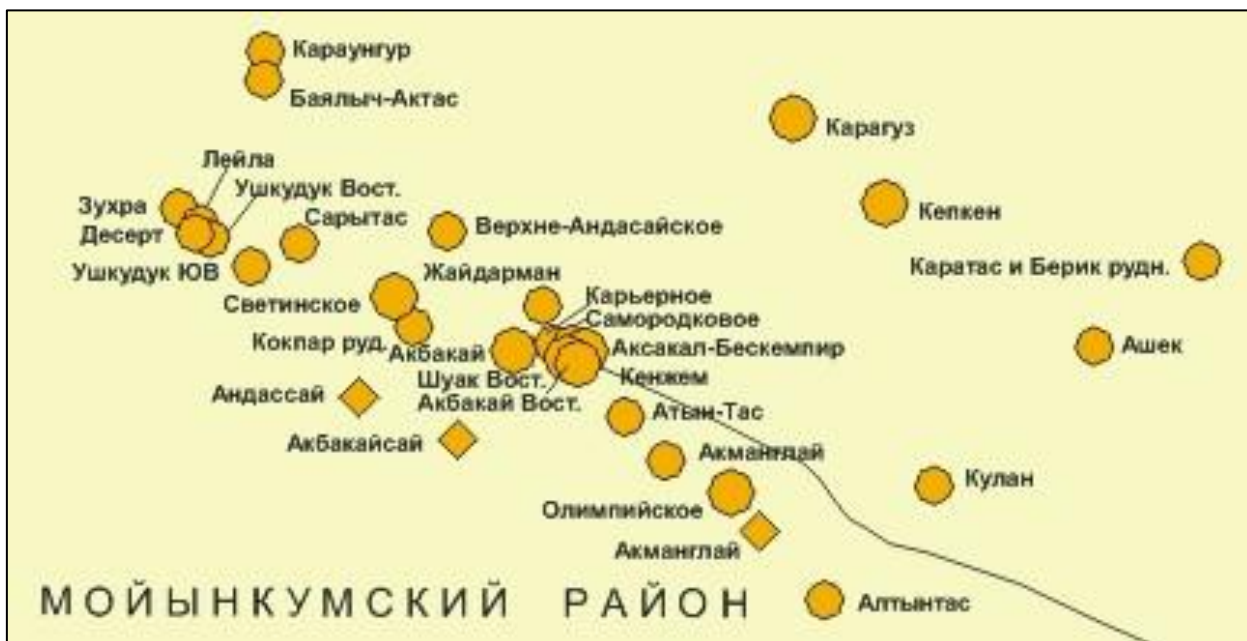 Караунгур
Баялыч-Актас
Карагуз
Лейла
Ушкудук Вост.
Зухра
Сарытас
Кепкен
Десерт
Верхне-Андасайское
Ушкудук ЮВ
Жайдарман
Каратас и Берик рудн.
Светинское
Карьерное
Самородковое
Кокпар руд.
Акбакай
Аксакал-Бескемпир
Ашек
Шуак Вост.
Кенжем
Андассай
Акбакай Вост.
Атын-Тас
Акбакайсай
Акманглай
Кулан
Олимпийское
Акманглай
МОЙЫНКУМСКИЙ РАЙОН
Алтынтас